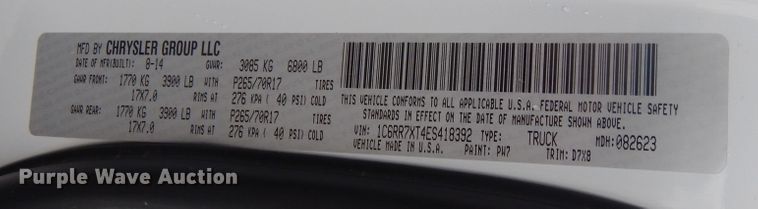 MFD BY CHRYSLER GROUP LLC
DATE OF MFR(BUILT): 8-14 GVWR: 3085 KG 6800 LB
GAWR FRONT: 1770 KG 3900 LB WITH P265/70R17 TIRES
17X7.0 RIMS AT 276 KPA ( 40 PSI) COLD
GAWR REAR: 1770 KG 3900 LB WITH P265/70R17 TIRES
17X7.0 RIMS AT 276 KPA ( 40 PSI) COLD
THIS VEHICLE CONFORMS TO ALL APPLICABLE U.S.A. FEDERAL MOTOR VEHICLE SAFETY
STANDARDS IN EFFECT ON THE DATE OF MANUFACTURE SHOWN ABOVE.
VIN: 1C6RR7XT4ES418392 TYPE: TRUCK MDH: 082623
VEHICLE MADE IN U.S.A. PAINT: PW7 TRIM: D7X8
Purple Wave Auction